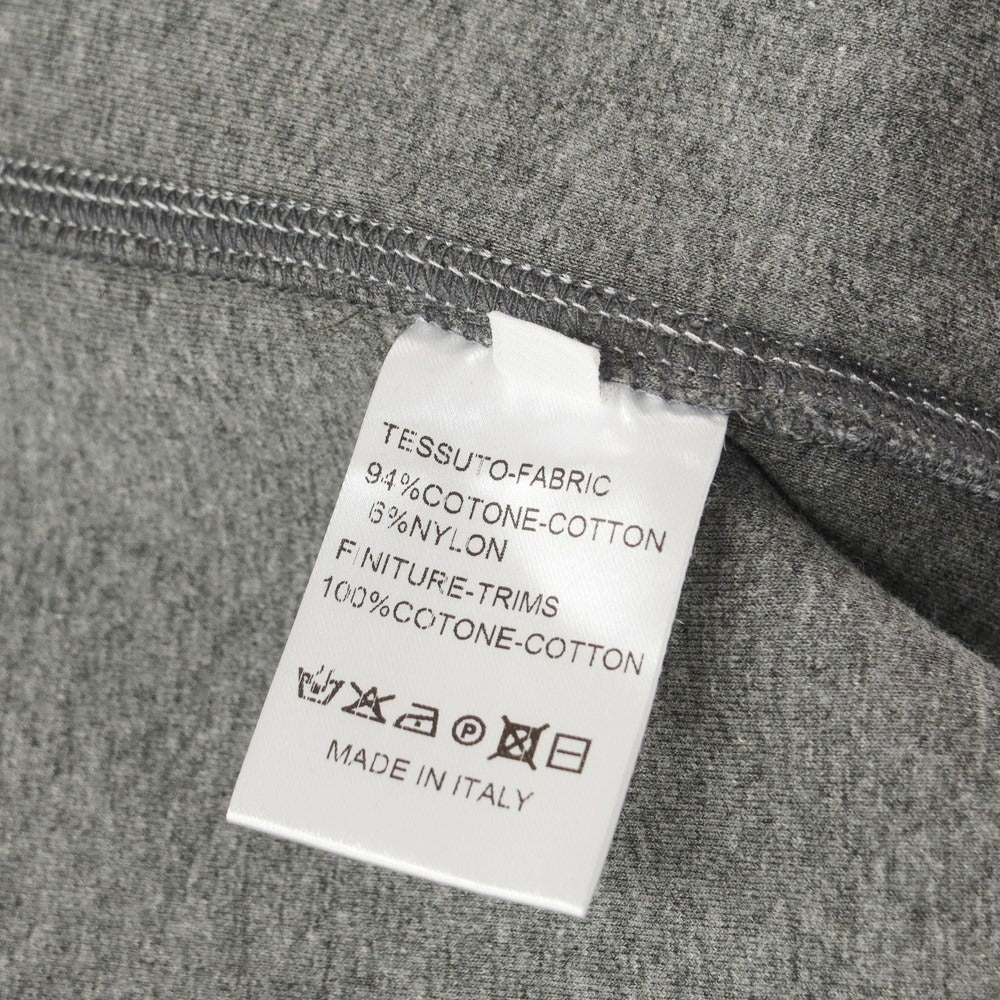 TESSUTO-FABRIC
94%COTONE-COTTON
6%NYLON
FINITURE-TRIMS
100%COTONE-COTTON
P
MADE IN ITALY